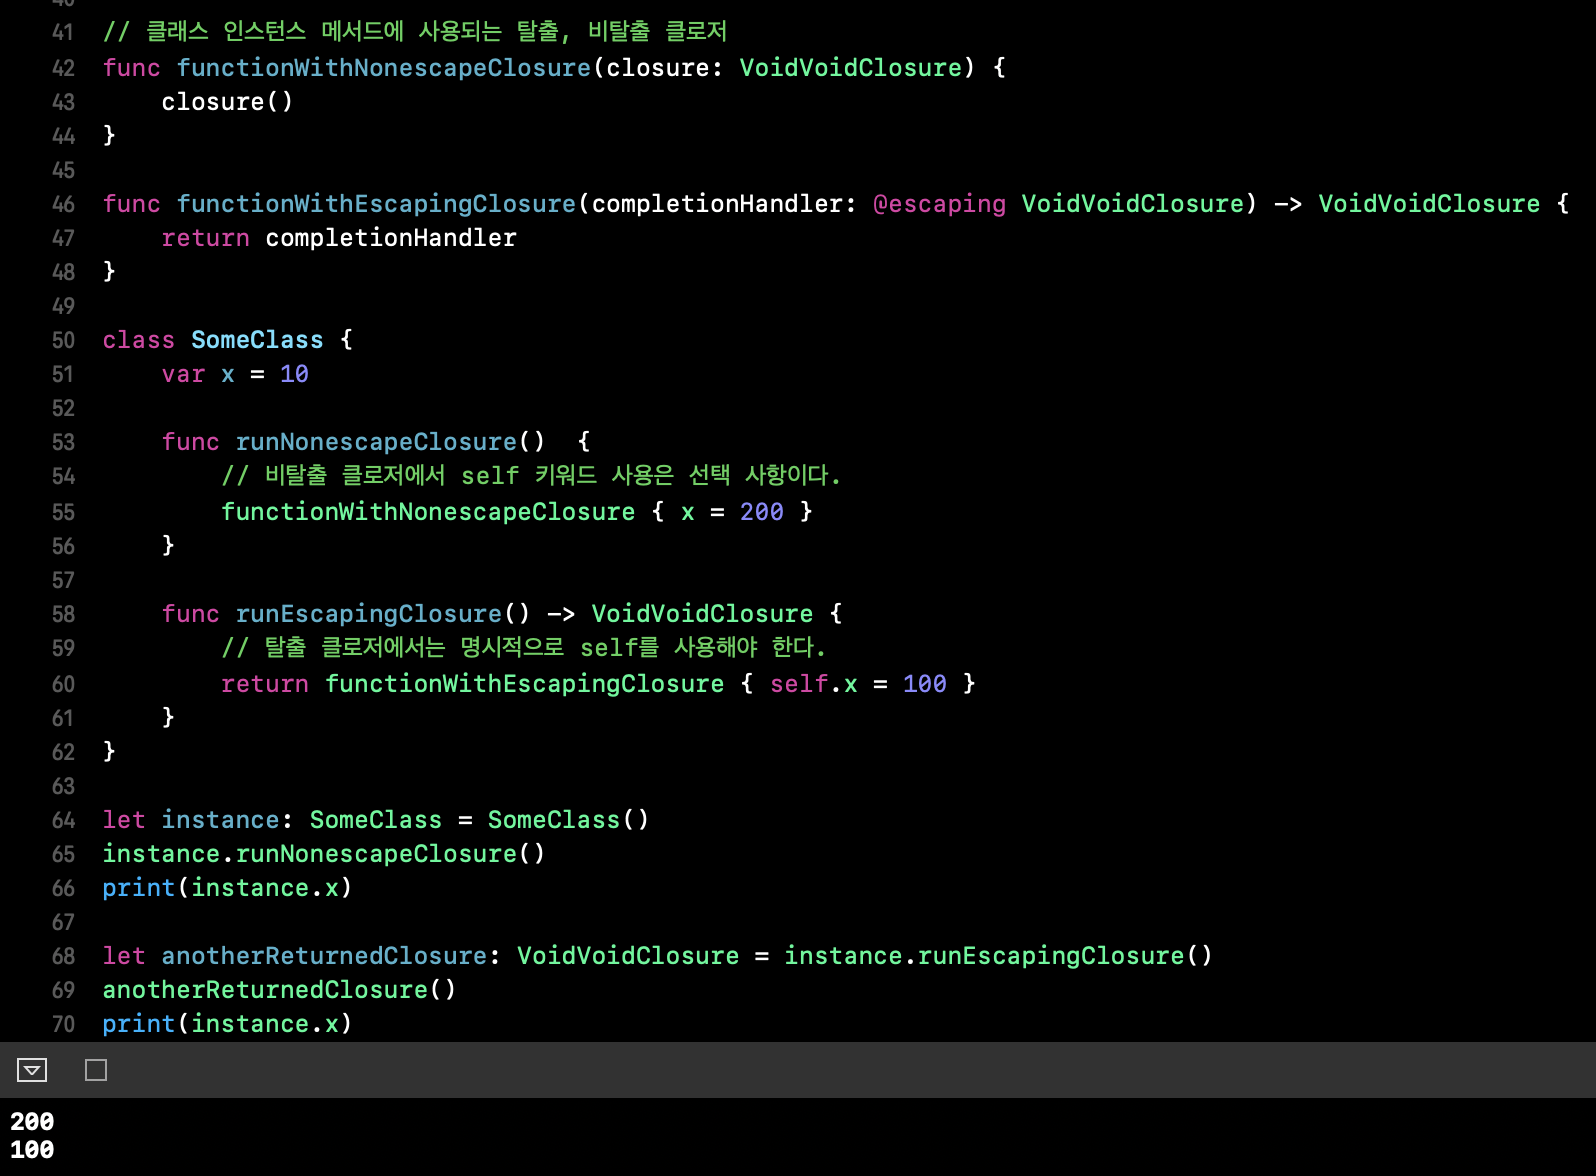 40
41 // 클래스 인스턴스 메서드에 사용되는 탈출, 비탈출 클로저
42 func functionWithNonescapeClosure(closure: VoidVoidClosure) {
43     closure()
44 }
45
46 func functionWithEscapingClosure(completionHandler: @escaping VoidVoidClosure) -> VoidVoidClosure {
47     return completionHandler
48 }
49
50 class SomeClass {
51     var x = 10
52
53     func runNonescapeClosure()  {
54         // 비탈출 클로저에서 self 키워드 사용은 선택 사항이다.
55         functionWithNonescapeClosure { x = 200 }
56     }
57
58     func runEscapingClosure() -> VoidVoidClosure {
59         // 탈출 클로저에서는 명시적으로 self를 사용해야 한다.
60         return functionWithEscapingClosure { self.x = 100 }
61     }
62 }
63
64 let instance: SomeClass = SomeClass()
65 instance.runNonescapeClosure()
66 print(instance.x)
67
68 let anotherReturnedClosure: VoidVoidClosure = instance.runEscapingClosure()
69 anotherReturnedClosure()
70 print(instance.x)
200
100